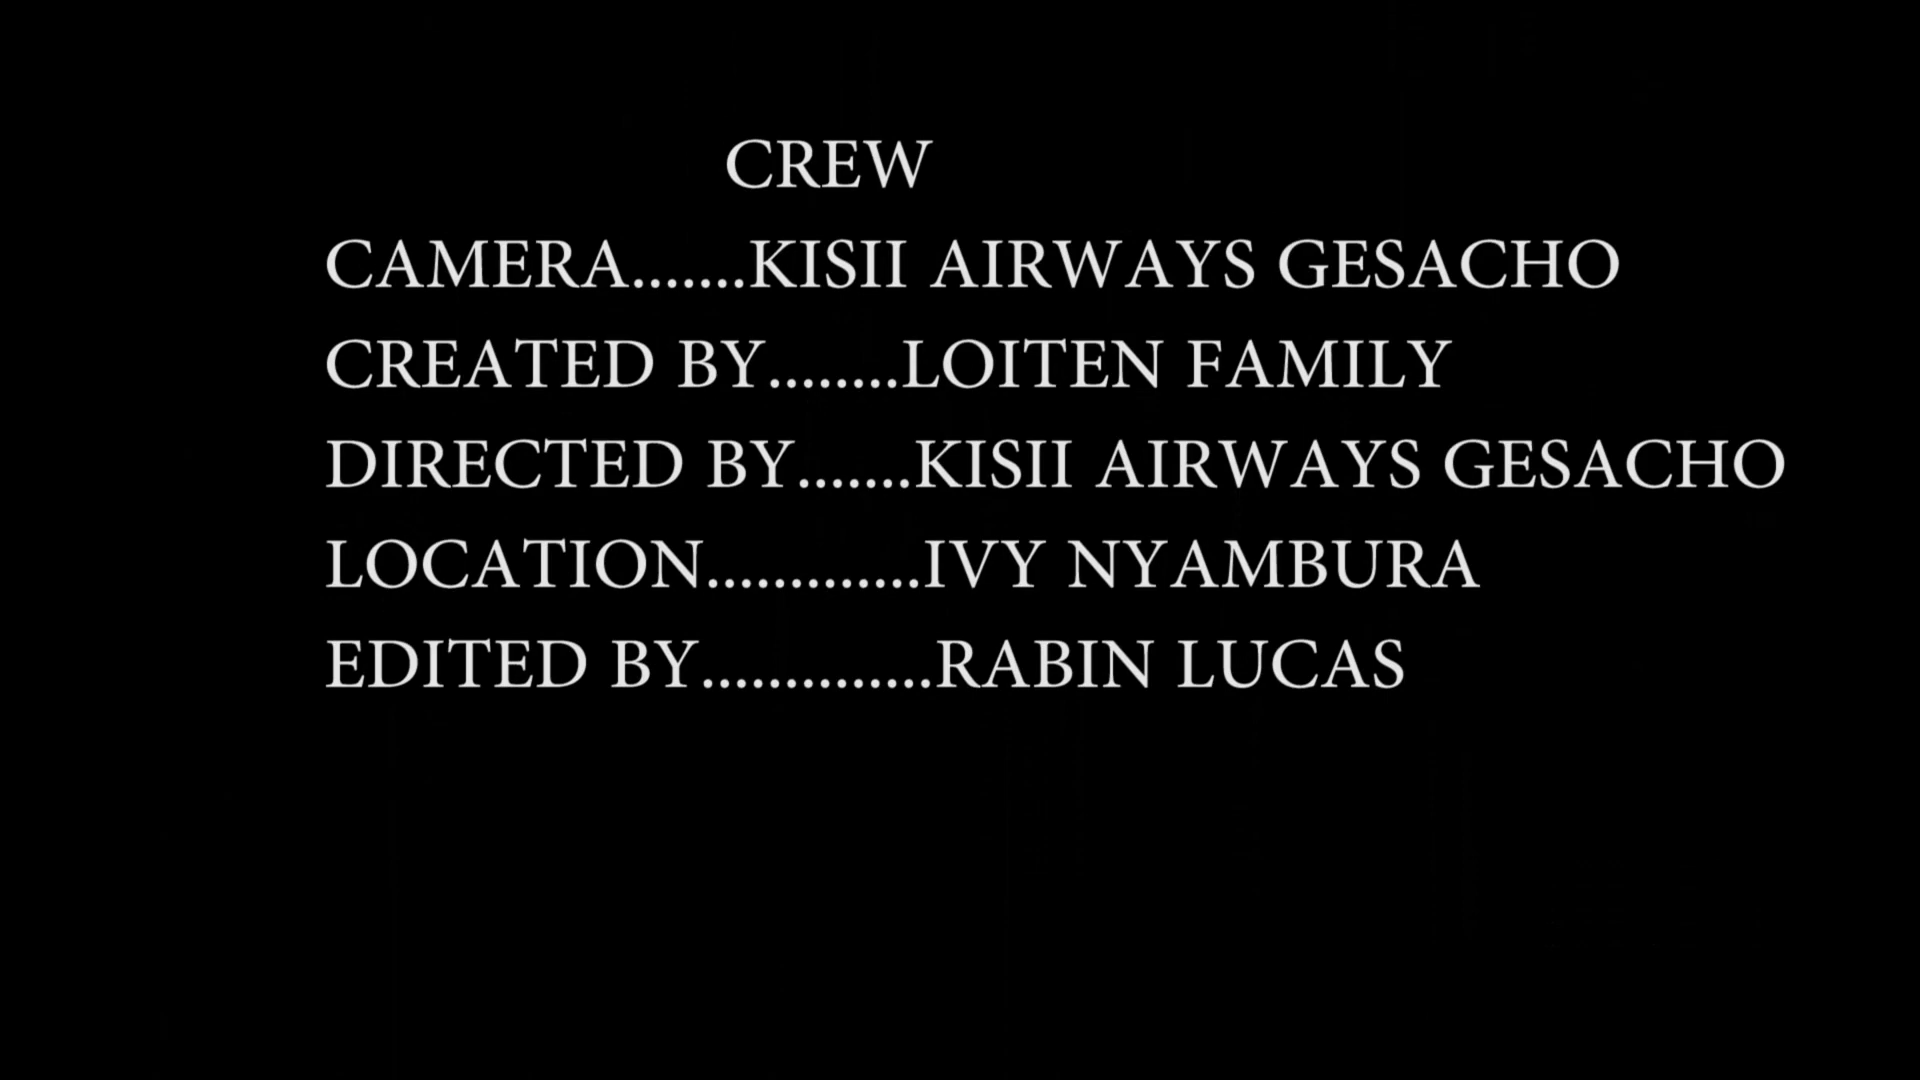 CREW
CAMERA.......KISII AIRWAYS GESACHO
CREATED BY........LOITEN FAMILY
DIRECTED BY.......KISII AIRWAYS GESACHO
LOCATION.............IVY NYAMBURA
EDITED BY..............RABIN LUCAS